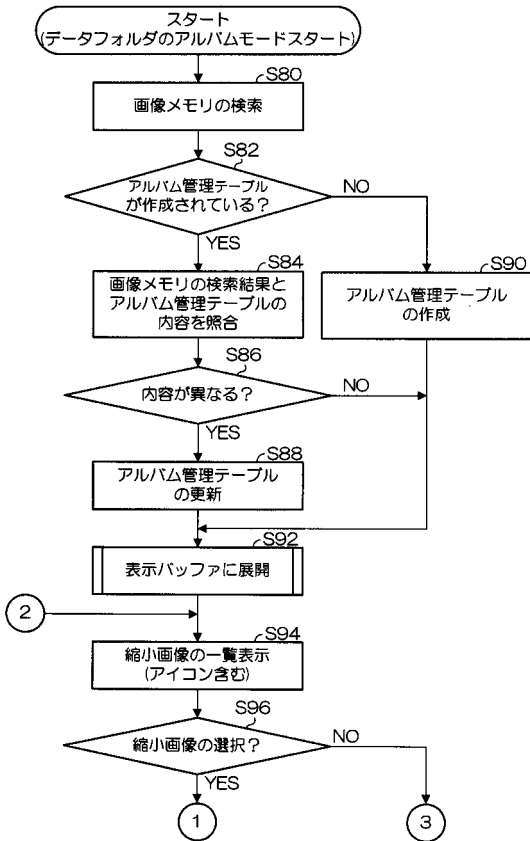 スタート
(データフォルダのアルバムモードスタート)
S80
画像メモリの検索
S82
アルバム管理テーブル
が作成されている？
NO
YES
S84
画像メモリの検索結果と
アルバム管理テーブルの
内容を照合
S90
アルバム管理テーブル
の作成
S86
内容が異なる？
NO
YES
S88
アルバム管理テーブル
の更新
S92
表示バッファに展開
2
S94
縮小画像の一覧表示
(アイコン含む)
S96
縮小画像の選択？
NO
YES
1
3